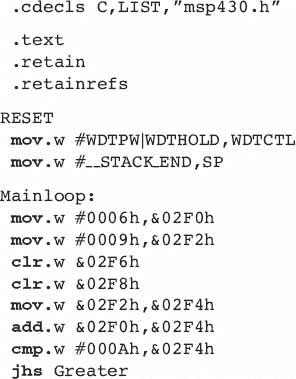 .cdecls C,LIST,”msp430.h”
.text
.retain
.retainrefs
RESET
mov.w #WDTPW|WDTHOLD,WDTCTL
mov.w #__STACK_END,SP
Mainloop:
mov.w #0006h,&02F0h
mov.w #0009h,&02F2h
clr.w &02F6h
clr.w &02F8h
mov.w &02F2h,&02F4h
add.w &02F0h,&02F4h
cmp.w #000Ah,&02F4h
jhs Greater